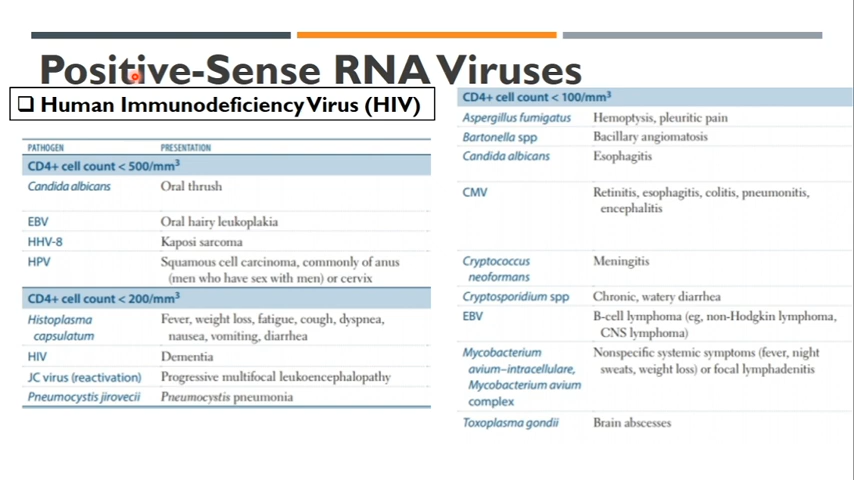 Positive-Sense RNA Viruses
❑ Human Immunodeficiency Virus (HIV)
PATHOGEN PRESENTATION
CD4+ cell count < 500/mm³
Candida albicans Oral thrush
EBV Oral hairy leukoplakia
HHV-8 Kaposi sarcoma
HPV Squamous cell carcinoma, commonly of anus
(men who have sex with men) or cervix
CD4+ cell count < 200/mm³
Histoplasma Fever, weight loss, fatigue, cough, dyspnea,
capsulatum nausea, vomiting, diarrhea
HIV Dementia
JC virus (reactivation) Progressive multifocal leukoencephalopathy
Pneumocystis jirovecii Pneumocystis pneumonia
CD4+ cell count < 100/mm³
Aspergillus fumigatus Hemoptysis, pleuritic pain
Bartonella spp Bacillary angiomatosis
Candida albicans Esophagitis
CMV Retinitis, esophagitis, colitis, pneumonitis,
encephalitis
Cryptococcus Meningitis
neoformans
Cryptosporidium spp Chronic, watery diarrhea
EBV B-cell lymphoma (eg, non-Hodgkin lymphoma,
CNS lymphoma)
Mycobacterium Nonspecific systemic symptoms (fever, night
avium–intracellulare, sweats, weight loss) or focal lymphadenitis
Mycobacterium avium
complex
Toxoplasma gondii Brain abscesses